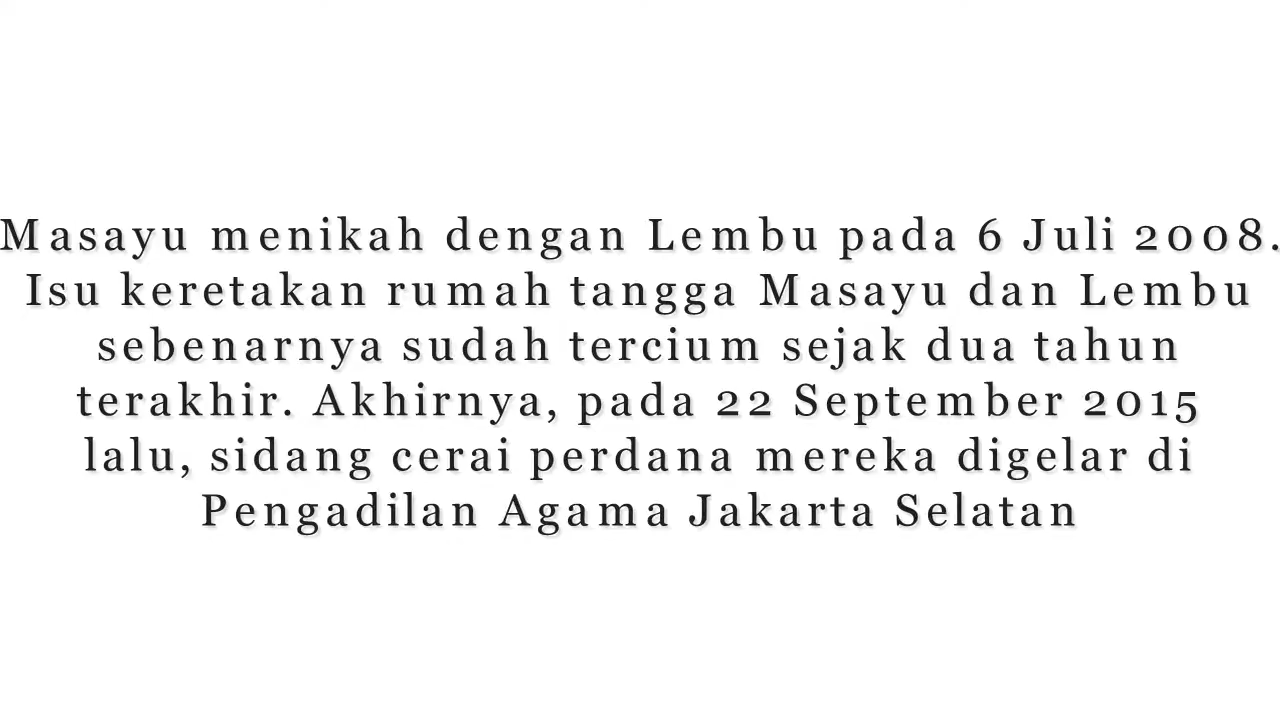 Masayu menikah dengan Lembu pada 6 Juli 2008.
Isu keretakan rumah tangga Masayu dan Lembu
sebenarnya sudah tercium sejak dua tahun
terakhir. Akhirnya, pada 22 September 2015
lalu, sidang cerai perdana mereka digelar di
Pengadilan Agama Jakarta Selatan